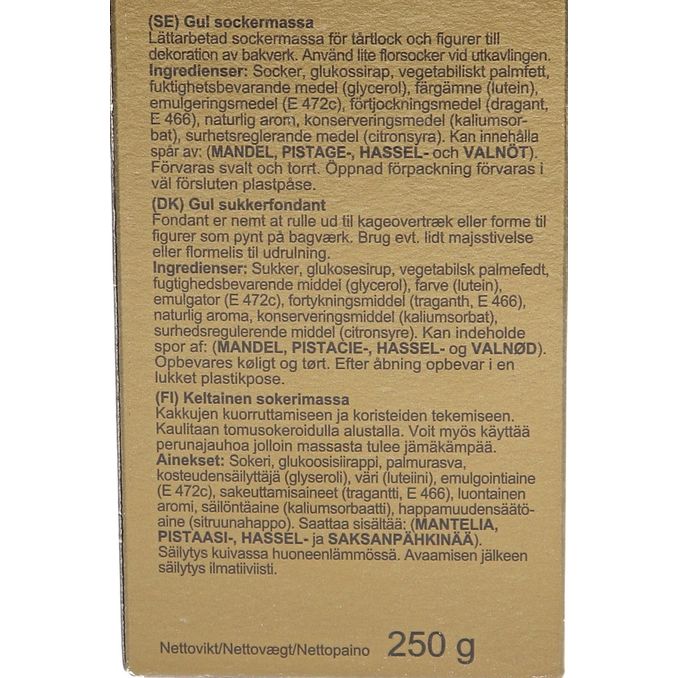 (SE) Gul sockermassa
Lättarbetad sockermassa för tårtlock och figurer till
dekoration av bakverk. Använd lite florsocker vid utkavlingen.
Ingredienser: Socker, glukossirap, vegetabiliskt palmfett,
fuktighetsbevarande medel (glycerol), färgämne (lutein),
emulgeringsmedel (E 472c), förtjockningsmedel (dragant,
E 466), naturlig arom, konserveringsmedel (kaliumsor-
bat), surhetsreglerande medel (citronsyra). Kan innehålla
spår av: (MANDEL, PISTAGE-, HASSEL- och VALNÖT).
Förvaras svalt och torrt. Öppnad förpackning förvaras i
väl försluten plastpåse.
(DK) Gul sukkerfondant
Fondant er nemt at rulle ud til kageovertræk eller forme til
figurer som pynt på bagværk. Brug evt. lidt majsstivelse
eller flormelis til udrulning.
Ingredienser: Sukker, glukosesirup, vegetabilsk palmefedt,
fugtighedsbevarende middel (glycerol), farve (lutein),
emulgator (E 472c), fortykningsmiddel (traganth, E 466),
naturlig aroma, konserveringsmiddel (kaliumsorbat),
surhedsregulerende middel (citronsyre). Kan indeholde
spor af: (MANDEL, PISTACIE-, HASSEL- og VALNØD).
Opbevares køligt og tørt. Efter åbning opbevar i en
lukket plastikpose.
(FI) Keltainen sokerimassa
Kakkujen kuorruttamiseen ja koristeiden tekemiseen.
Kaulitaan tomusokeroidulla alustalla. Voit myös käyttää
perunajauhoa jolloin massasta tulee jämäkämpää.
Ainekset: Sokeri, glukoosisiirappi, palmurasva,
kosteudensäilyttäjä (glyseroli), väri (luteiini), emulgointiaine
(E 472c), sakeuttamisaineet (tragantti, E 466), luontainen
aromi, säilöntäaine (kaliumsorbaatti), happamuudensäätö-
aine (sitruunahappo). Saattaa sisältää: (MANTELIA,
PISTAASI-, HASSEL- ja SAKSANPÄHKINÄÄ).
Säilytys kuivassa huoneenlämmössä. Avaamisen jälkeen
säilytys ilmatiiviisti.
Nettovikt/Nettovægt/Nettopaino 250 g